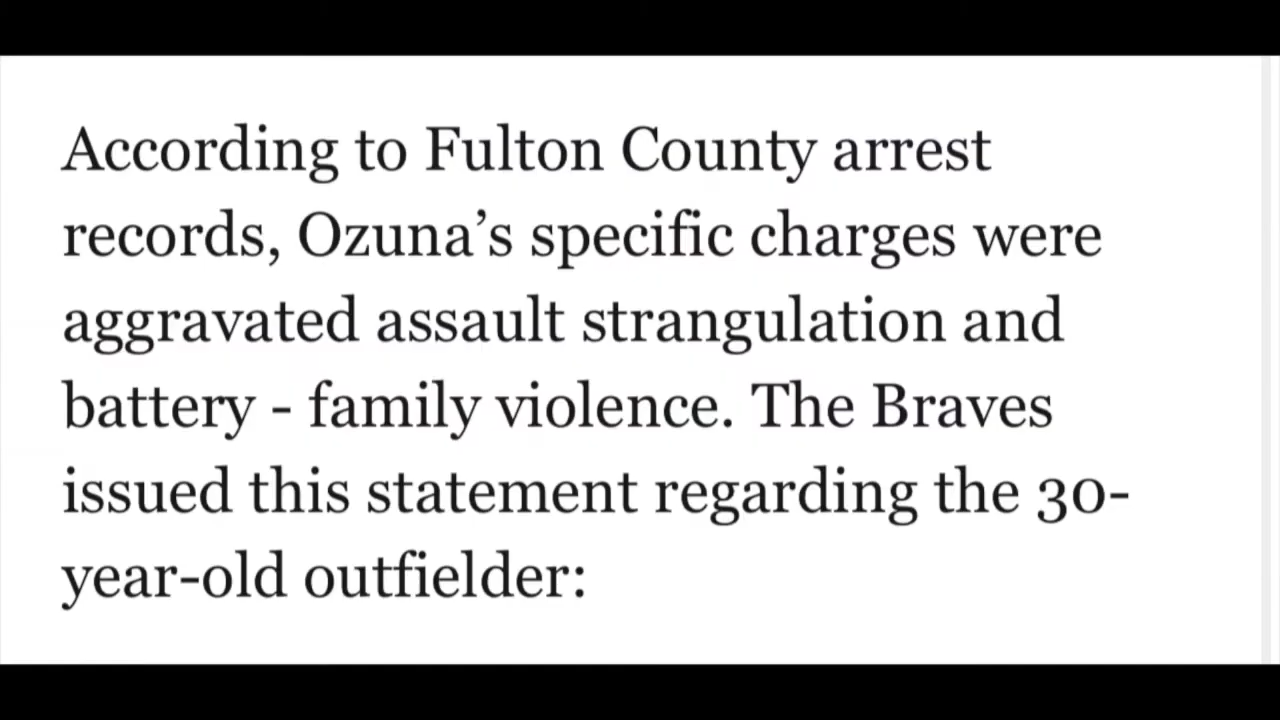 According to Fulton County arrest
records, Ozuna’s specific charges were
aggravated assault strangulation and
battery - family violence. The Braves
issued this statement regarding the 30-
year-old outfielder: